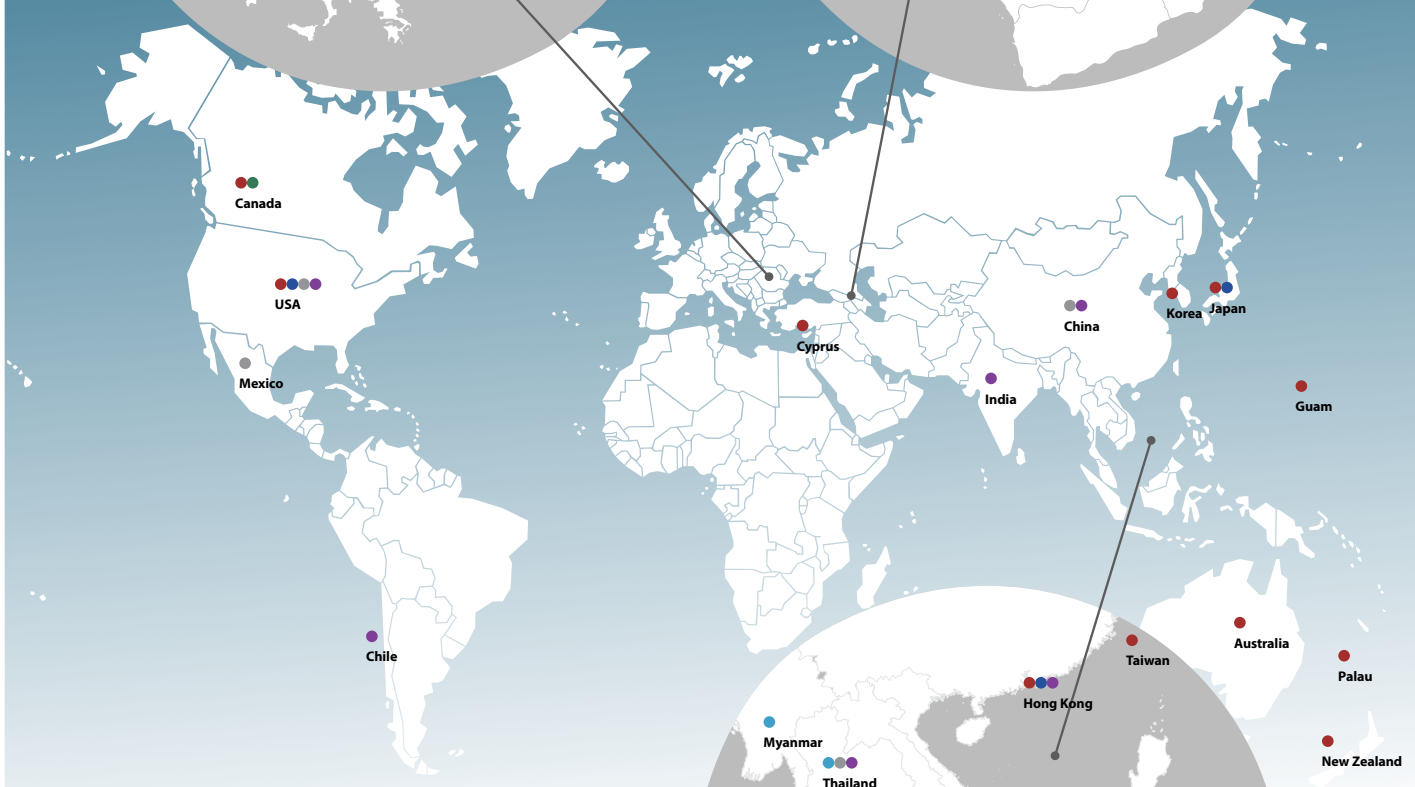 Canada
USA
Mexico
Chile
Cyprus
India
China
Korea
Japan
Guam
Taiwan
Hong Kong
Myanmar
Thailand
Australia
Palau
New Zealand